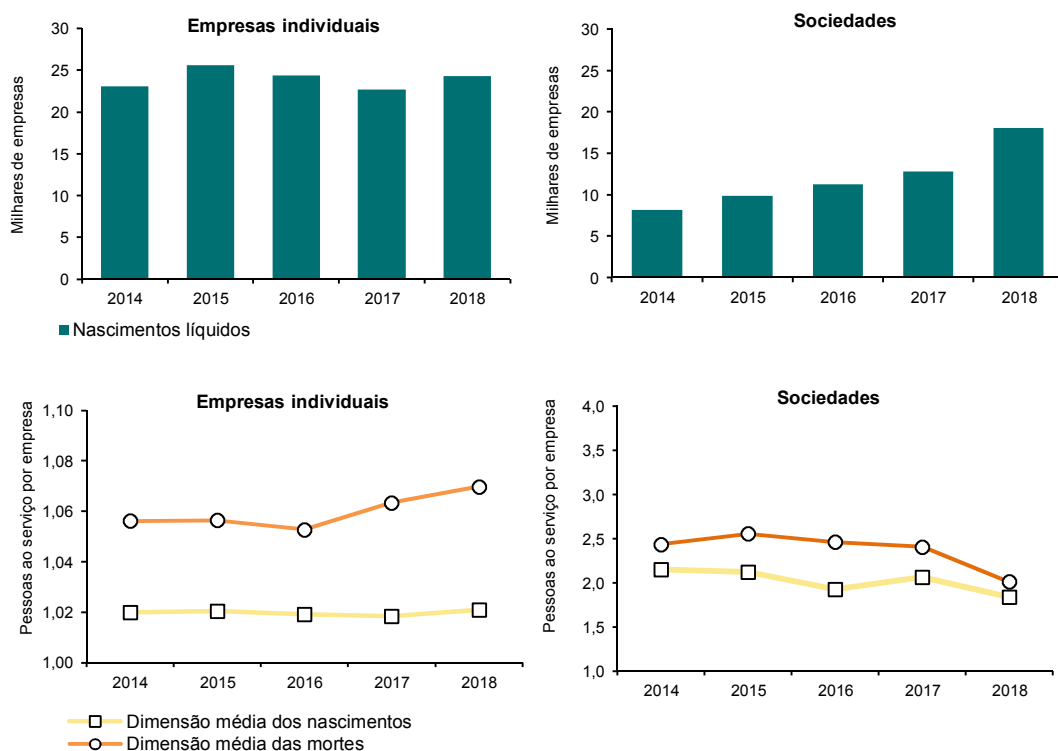 Empresas individuais
Milhares de empresas
30
25
20
15
10
5
0
2014 2015 2016 2017 2018
Nascimentos líquidos
Sociedades
Milhares de empresas
30
25
20
15
10
5
0
2014 2015 2016 2017 2018
Empresas individuais
Pessoas ao serviço por empresa
1,10
1,08
1,06
1,04
1,02
1,00
2014 2015 2016 2017 2018
Dimensão média dos nascimentos
Dimensão média das mortes
Sociedades
Pessoas ao serviço por empresa
4,0
3,5
3,0
2,5
2,0
1,5
1,0
2014 2015 2016 2017 2018